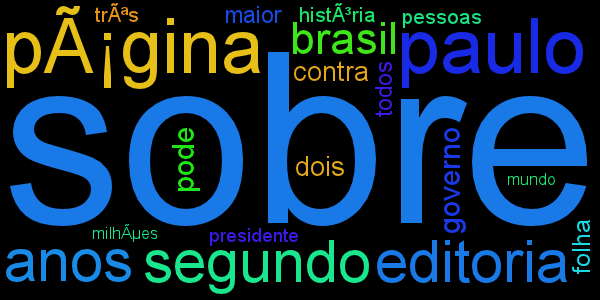 trÃªs
maior
histÃ³ria
pessoas
pÃ¡gina
brasil
paulo
contra
todos
sobre
pode
dois
governo
mundo
milhÃµes
presidente
folha
anos
segundo
editoria